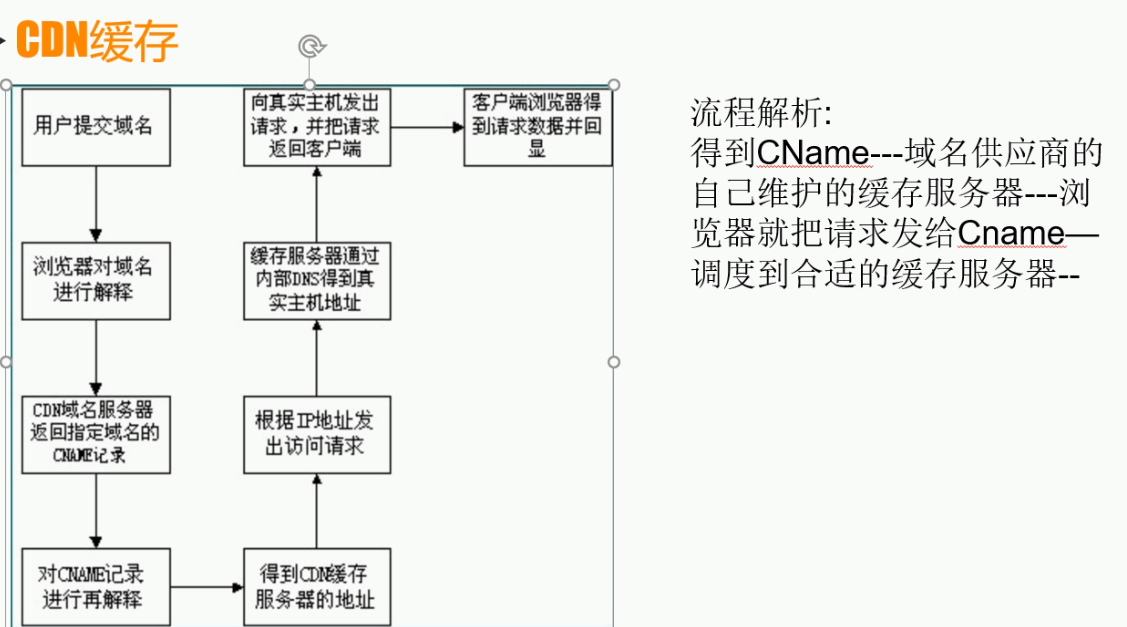 CDN缓存
用户提交域名
浏览器对域名
进行解释
CDN域名服务器
返回指定域名的
CNAME记录
对CNAME记录
进行再解释
得到CDN缓存
服务器的地址
根据IP地址发
出访问请求
缓存服务器通过
内部DNS得到真
实主机地址
向真实主机发出
请求,并把请求
返回客户端
客户端浏览器得
到请求数据并回
显
流程解析:
得到CName---域名供应商的
自己维护的缓存服务器---浏
览器就把请求发给Cname—
调度到合适的缓存服务器--